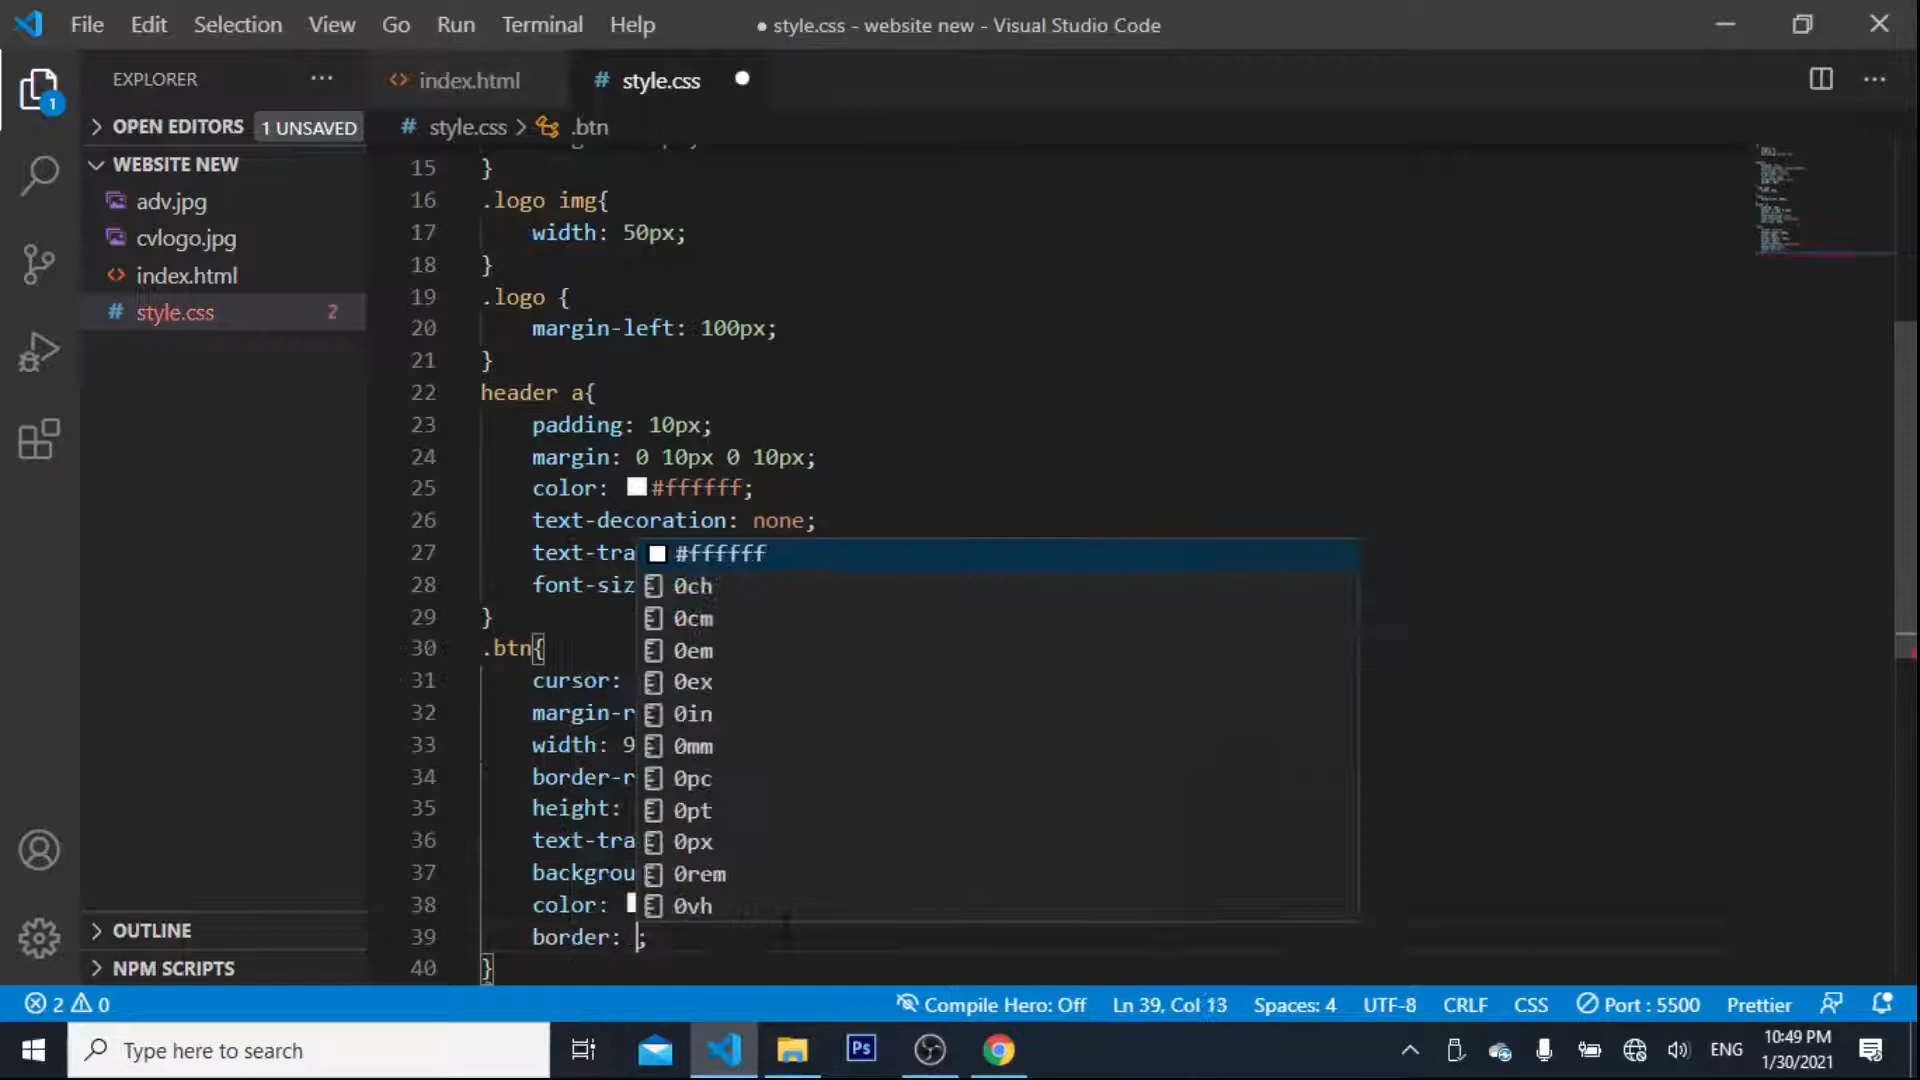 File Edit Selection View Go Run Terminal Help
● style.css - website new - Visual Studio Code
EXPLORER
OPEN EDITORS 1 UNSAVED
WEBSITE NEW
adv.jpg
cvlogo.jpg
index.html
style.css 2
OUTLINE
NPM SCRIPTS
1
index.html
# style.css
# style.css > .btn
15 }
16 .logo img{
17 width: 50px;
18 }
19 .logo {
20 margin-left: 100px;
21 }
22 header a{
23 padding: 10px;
24 margin: 0 10px 0 10px;
25 color: #ffffff;
26 text-decoration: none;
27 text-tra
28 font-siz
29 }
30 .btn{
31 cursor:
32 margin-r
33 width: 9
34 border-r
35 height:
36 text-tra
37 backgrou
38 color:
39 border: ;
40 }
#ffffff
0ch
0cm
0em
0ex
0in
0mm
0pc
0pt
0px
0rem
0vh
2 0 Compile Hero: Off Ln 39, Col 13 Spaces: 4 UTF-8 CRLF CSS Port : 5500 Prettier
Type here to search
Ps
ENG
10:49 PM
1/30/2021